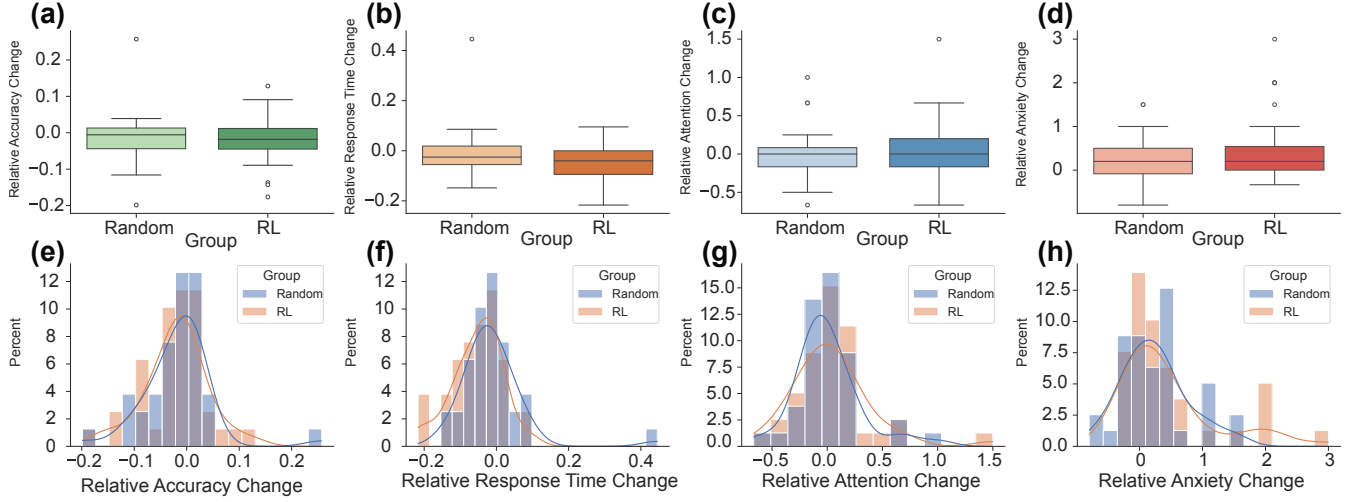 (a)
Relative Accuracy Change
0.2
0.1
0.0
−0.1
−0.2
Random
RL
Group
(b)
Relative Response Time Change
0.4
0.2
0.0
−0.2
Random
RL
Group
(c)
Relative Attention Change
1.5
1.0
0.5
0.0
−0.5
Random
RL
Group
(d)
Relative Anxiety Change
3
2
1
0
Random
RL
Group
(e)
Percent
12
10
8
6
4
2
0
Group
Random
RL
−0.2
−0.1
0.0
0.1
0.2
Relative Accuracy Change
(f)
Percent
12
10
8
6
4
2
0
Group
Random
RL
−0.2
0.0
0.2
0.4
Relative Response Time Change
(g)
Percent
15.0
12.5
10.0
7.5
5.0
2.5
0.0
Group
Random
RL
−0.5
0.0
0.5
1.0
1.5
Relative Attention Change
(h)
Percent
12.5
10.0
7.5
5.0
2.5
0.0
Group
Random
RL
0
1
2
3
Relative Anxiety Change